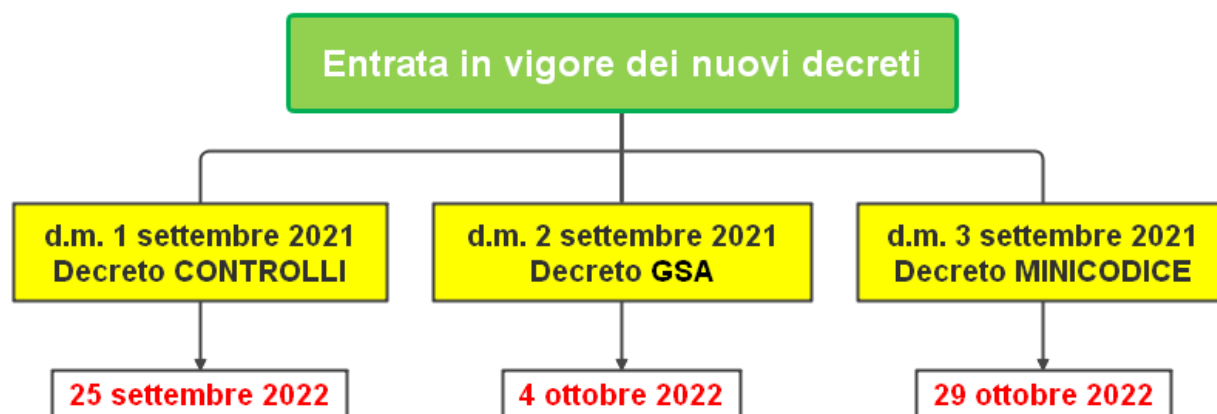 Entrata in vigore dei nuovi decreti
d.m. 1 settembre 2021
Decreto CONTROLLI
d.m. 2 settembre 2021
Decreto GSA
d.m. 3 settembre 2021
Decreto MINICODICE
25 settembre 2022
4 ottobre 2022
29 ottobre 2022